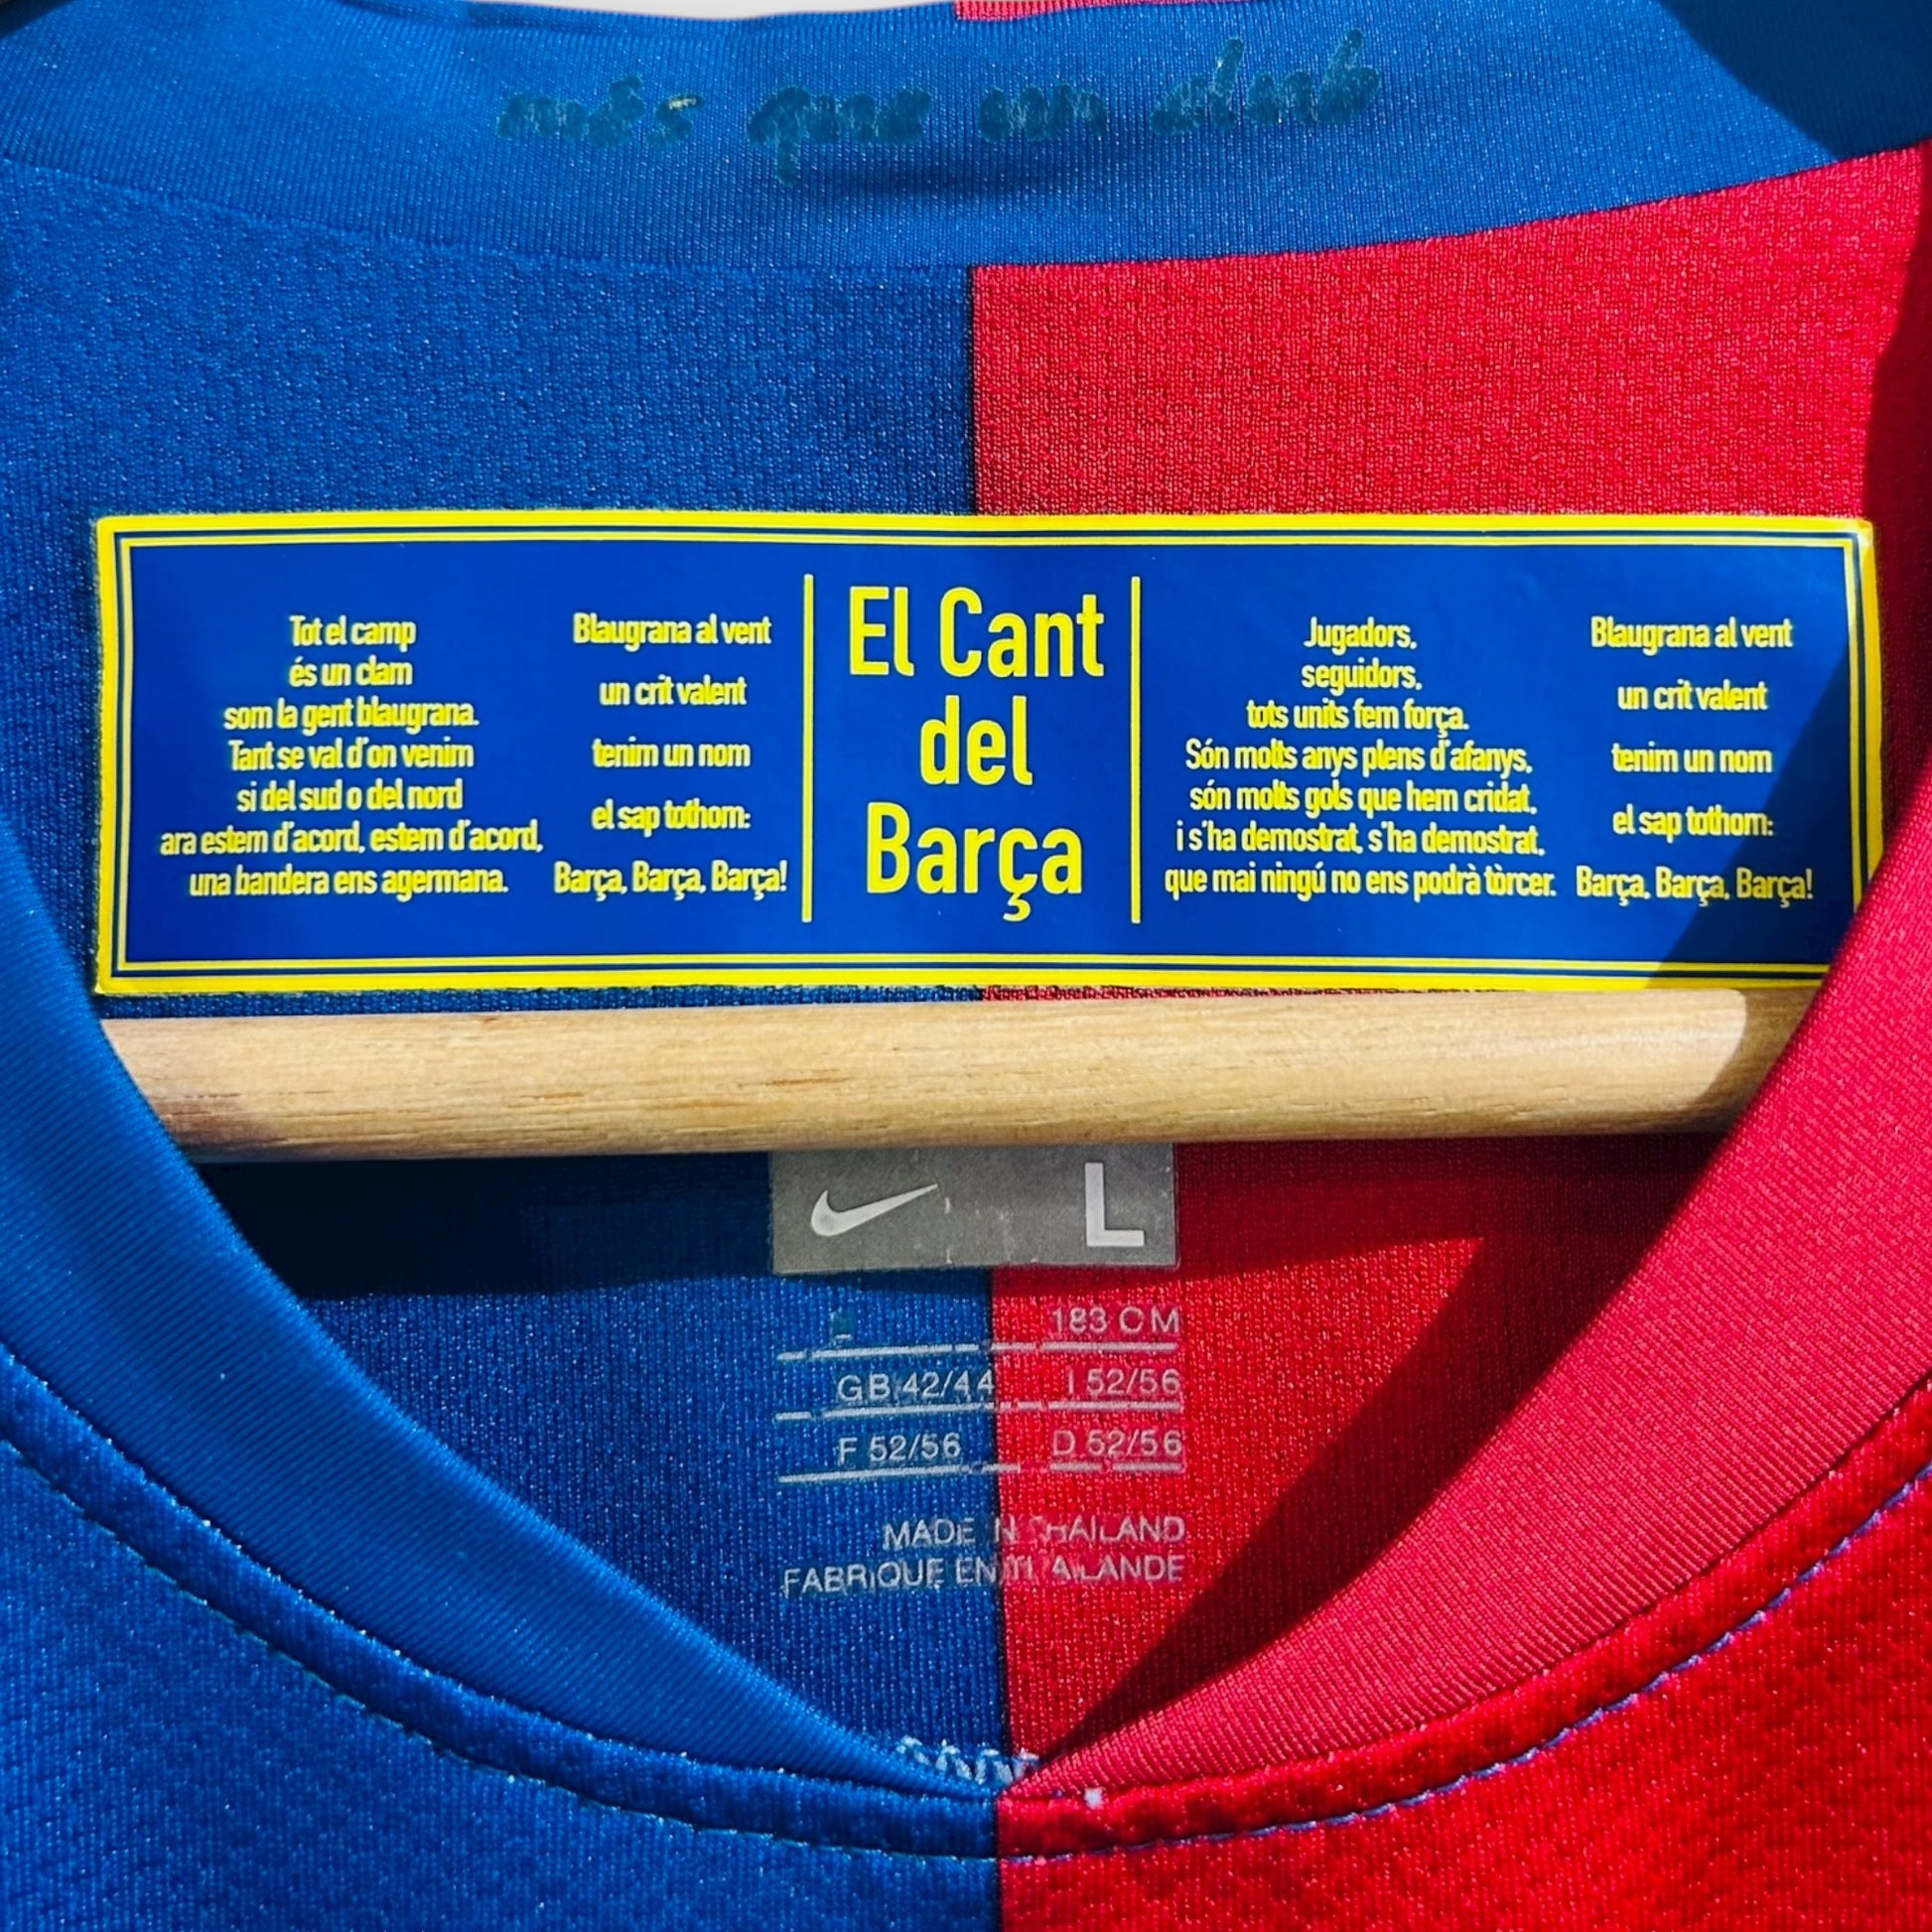 més que un club
Tot el camp
és un clam
som la gent blaugrana.
Tant se val d'on venim
si del sud o del nord
ara estem d'acord, estem d'acord,
una bandera ens agermana.
Blaugrana al vent
un crit valent
tenim un nom
el sap tothom:
Barça, Barça, Barça!
El Cant
del
Barça
Jugadors,
seguidors,
tots units fem força.
Són molts anys plens d'afanys,
són molts gols que hem cridat,
i s'ha demostrat, s'ha demostrat,
que mai ningú no ens podrà tòrcer.
Blaugrana al vent
un crit valent
tenim un nom
el sap tothom:
Barça, Barça, Barça!
L
183 CM
GB 42/44 I 52/56
F 52/56 D 52/56
MADE IN THAILAND
FABRIQUE EN THAILANDE